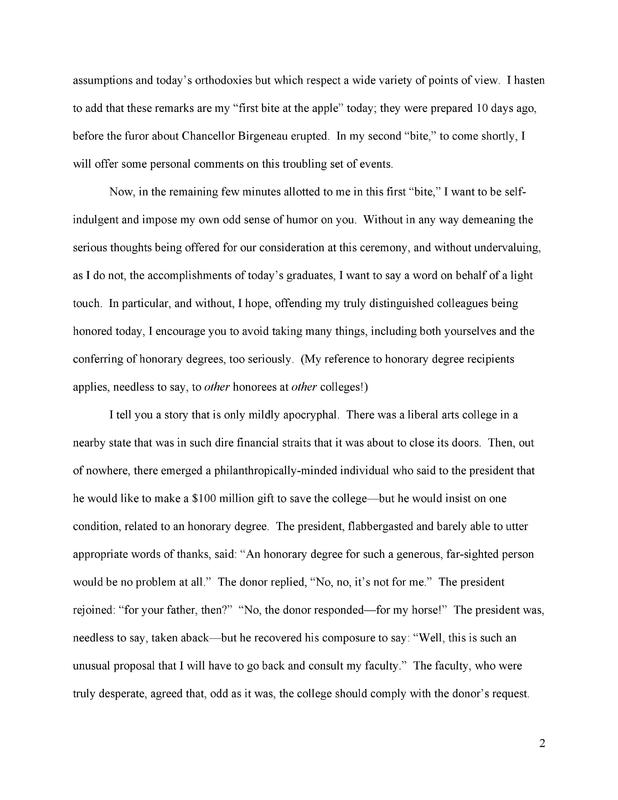 assumptions and today's orthodoxies but which respect a wide variety of points of view.  I hasten
to add that these remarks are my “first bite at the apple” today; they were prepared 10 days ago,
before the furor about Chancellor Birgeneau erupted.  In my second “bite,” to come shortly, I
will offer some personal comments on this troubling set of events.
Now, in the remaining few minutes allotted to me in this first “bite,” I want to be self-
indulgent and impose my own odd sense of humor on you.  Without in any way demeaning the
serious thoughts being offered for our consideration at this ceremony, and without undervaluing,
as I do not, the accomplishments of today's graduates, I want to say a word on behalf of a light
touch.  In particular, and without, I hope, offending my truly distinguished colleagues being
honored today, I encourage you to avoid taking many things, including both yourselves and the
conferring of honorary degrees, too seriously.  (My reference to honorary degree recipients
applies, needless to say, to other honorees at other colleges!)
I tell you a story that is only mildly apocryphal.  There was a liberal arts college in a
nearby state that was in such dire financial straits that it was about to close its doors.  Then, out
of nowhere, there emerged a philanthropically-minded individual who said to the president that
he would like to make a $100 million gift to save the college—but he would insist on one
condition, related to an honorary degree.  The president, flabbergasted and barely able to utter
appropriate words of thanks, said: “An honorary degree for such a generous, far-sighted person
would be no problem at all.”  The donor replied, “No, no, it's not for me.”  The president
rejoined: “for your father, then?”  “No, the donor responded—for my horse!”  The president was,
needless to say, taken aback—but he recovered his composure to say: “Well, this is such an
unusual proposal that I will have to go back and consult my faculty.”  The faculty, who were
truly desperate, agreed that, odd as it was, the college should comply with the donor's request.
2